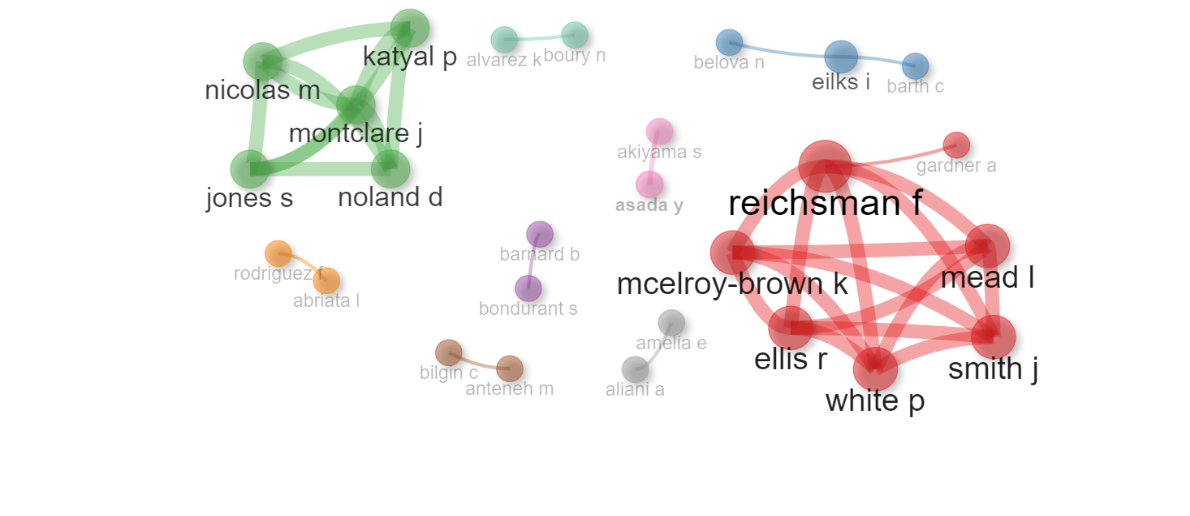 katyal p
alvarez k
boury n
belova n
eilks i
barth c
nicolas m
montclare j
akiyama s
gardner a
jones s
noland d
asada y
reichsman f
barnard b
rodriguez f
abriata l
mcelroy-brown k
mead l
bondurant s
amelia e
ellis r
smith j
bilgin c
anteneh m
aliani a
white p